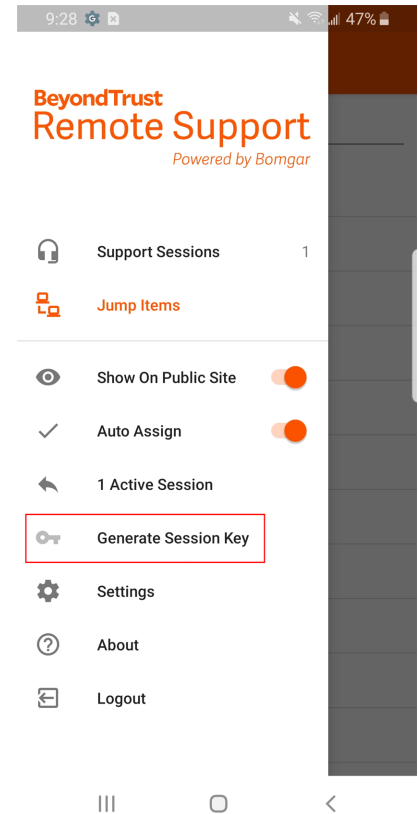 9:28 47%
BeyondTrust
Remote Support
Powered by Bomgar
Support Sessions 1
Jump Items
Show On Public Site
Auto Assign
1 Active Session
Generate Session Key
Settings
About
Logout